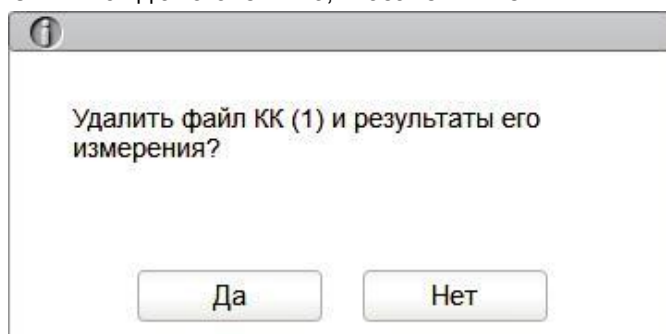 Удалить файл КК (1) и результаты его
измерения?
Да
Нет